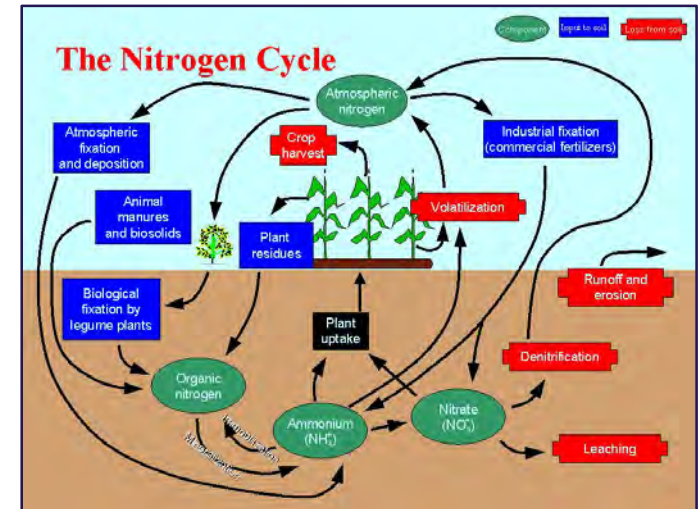 Component
Input to soil
Loss from soil
The Nitrogen Cycle
Atmospheric
nitrogen
Atmospheric
fixation
and deposition
Crop
harvest
Industrial fixation
(commercial fertilizers)
Animal
manures
and biosolids
Volatilization
Plant
residues
Runoff and
erosion
Biological
fixation by
legume plants
Plant
uptake
Denitrification
Organic
nitrogen
Ammonium
(NH₄⁺)
Nitrate
(NO₃⁻)
Immobilization
Mineralization
Leaching